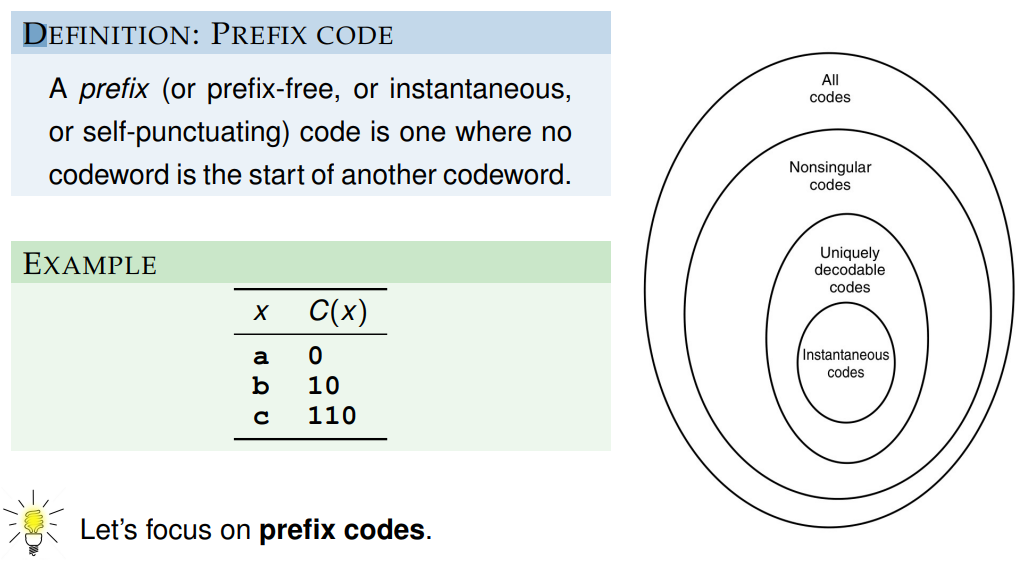 DEFINITION: PREFIX CODE
A prefix (or prefix-free, or instantaneous,
or self-punctuating) code is one where no
codeword is the start of another codeword.
EXAMPLE
x C(x)
a 0
b 10
c 110
Let's focus on prefix codes.
All
codes
Nonsingular
codes
Uniquely
decodable
codes
Instantaneous
codes